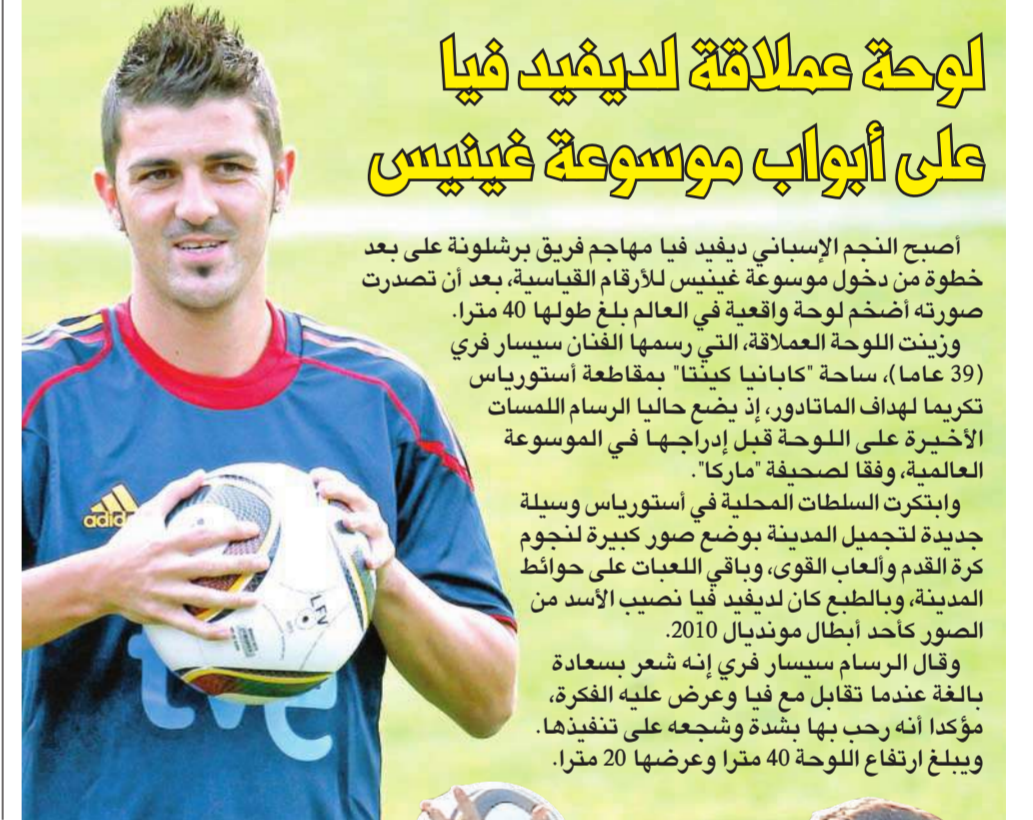 لوحة عملاقة لديفيد فيا
على أبواب موسوعة غينيس
أصبح النجم الإسباني ديفيد فيا مهاجم فريق برشلونة على بعد
خطوة من دخول موسوعة غينيس للأرقام القياسية، بعد أن تصدرت
صورته أضخم لوحة واقعية في العالم بلغ طولها 40 مترا.
وزينت اللوحة العملاقة، التي رسمها الفنان سيسار فري
(39 عاما)، ساحة "كابانيا كينتا" بمقاطعة أستورياس
تكريما لهداف الماتادور، إذ يضع حاليا الرسام اللمسات
الأخيرة على اللوحة قبل إدراجها في الموسوعة
العالمية، وفقا لصحيفة "ماركا".
وابتكرت السلطات المحلية في أستورياس وسيلة
جديدة لتجميل المدينة بوضع صور كبيرة لنجوم
كرة القدم وألعاب القوى، وباقي اللعبات على حوائط
المدينة، وبالطبع كان لديفيد فيا نصيب الأسد من
الصور كأحد أبطال مونديال 2010.
وقال الرسام سيسار فري إنه شعر بسعادة
بالغة عندما تقابل مع فيا وعرض عليه الفكرة،
مؤكدا أنه رحب بها بشدة وشجعه على تنفيذها.
ويبلغ ارتفاع اللوحة 40 مترا وعرضها 20 مترا.
LFV
tve